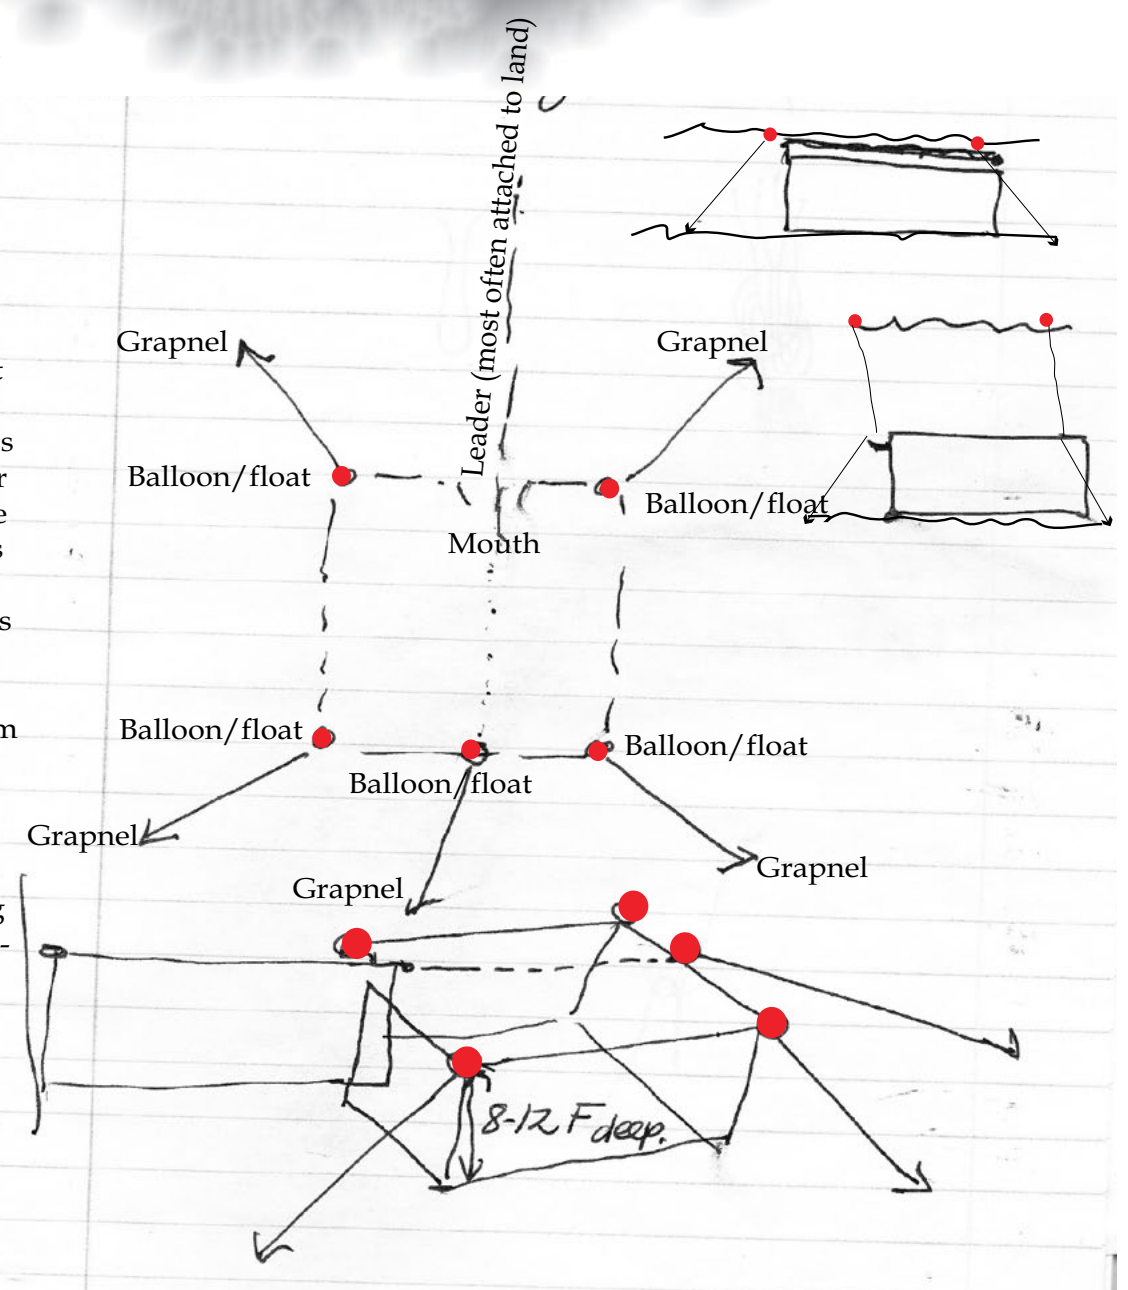 Leader (most often attached to land)
Grapnel
Grapnel
t
s
Balloon/float
r
Balloon/float
e
Mouth
s
s
Balloon/float
m
Balloon/float
Balloon/float
Grapnel
Grapnel
Grapnel
g
-
8-12 F deep.